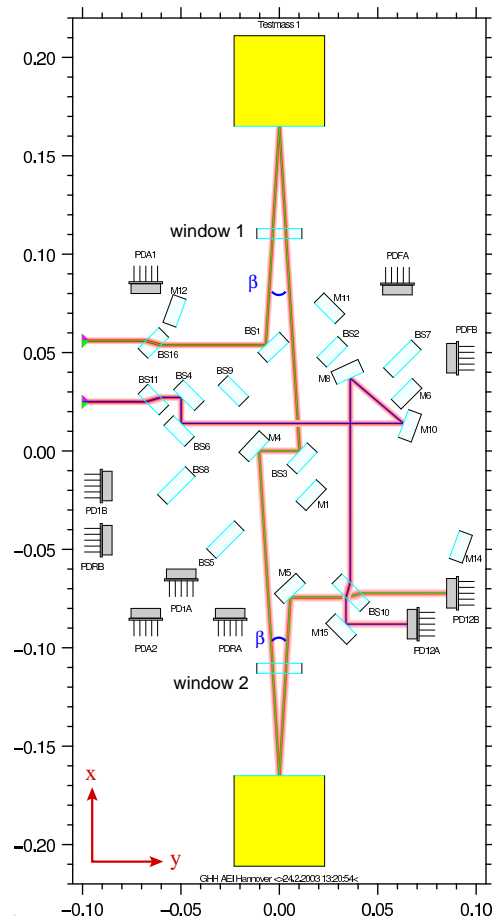 Testmass 1
0.20
0.15
window 1
0.10
PDA1
M12
β
PDFA
M11
0.05
BS1
BS2
BS7
PDFB
BS16
M8
BS11
BS4
BS9
M6
M10
BS6
M4
0.00
BS3
BS8
M1
PD1B
PDRB
M14
−0.05
BS5
M5
PD1A
BS10
PD12B
PDA2
PDRA
β
M15
PD12A
−0.10
window 2
−0.15
x
−0.20
y
GHH AEI Hannover <>24.2.2003 13:20:54<
−0.10
−0.05
0.00
0.05
0.10